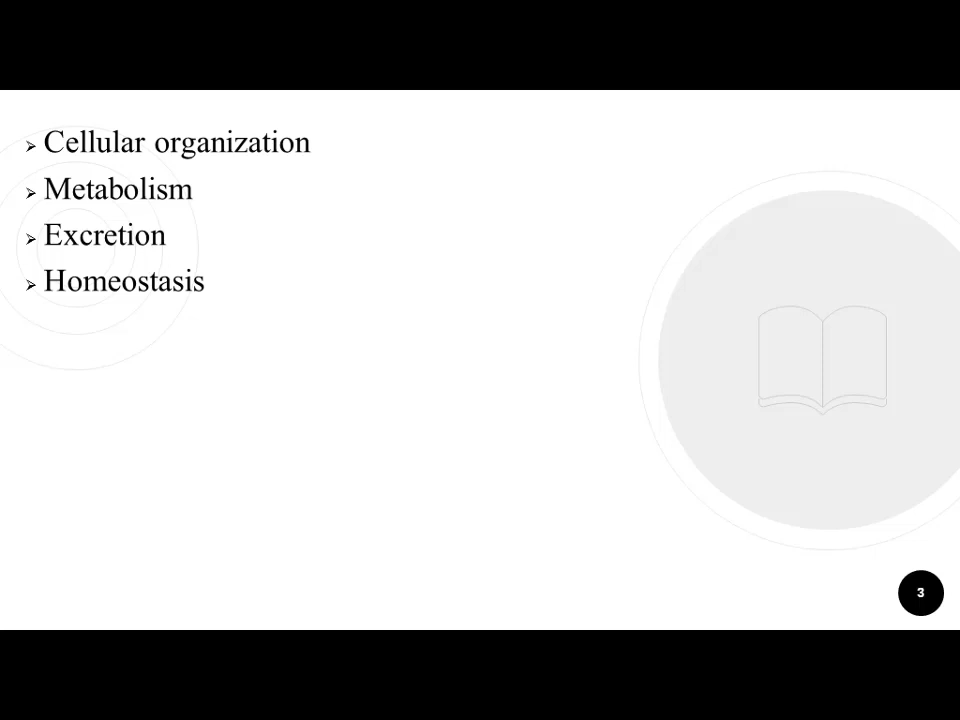 ➢ Cellular organization
➢ Metabolism
➢ Excretion
➢ Homeostasis
3